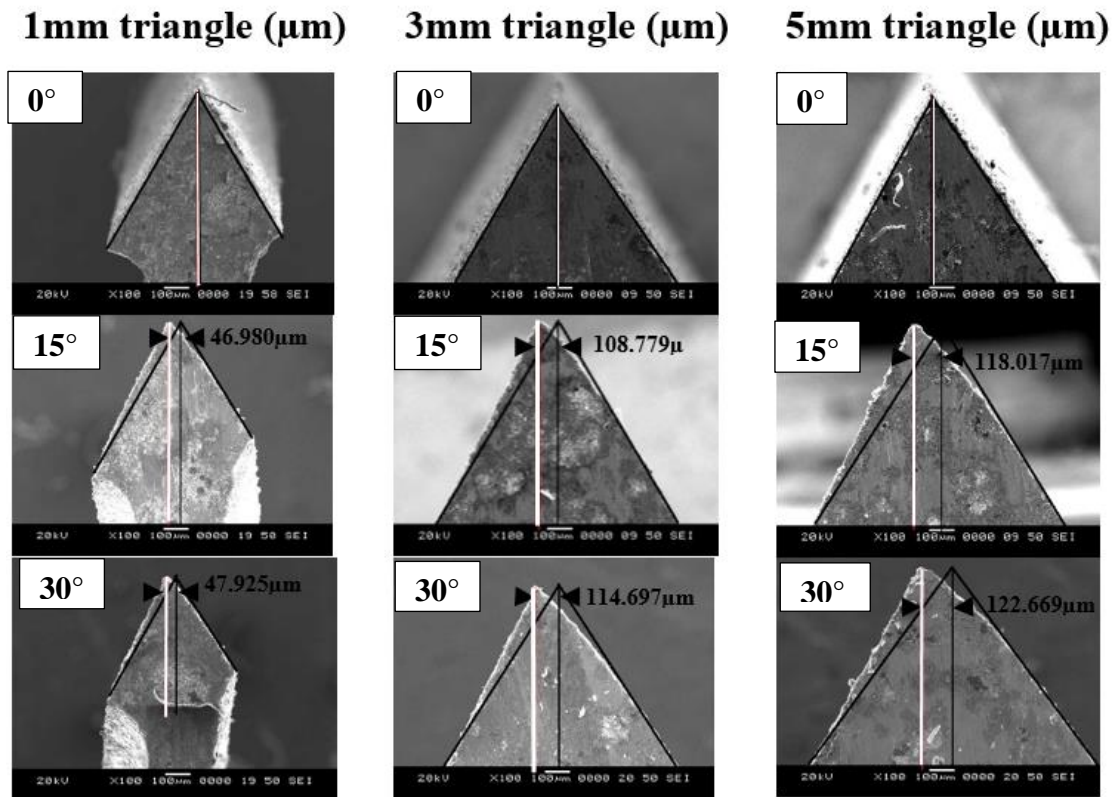 1mm triangle (µm) 3mm triangle (µm) 5mm triangle (µm)
0° 0° 0°
20kV X100 100µm 0000 19 58 SEI 20kV X100 100µm 0000 09 50 SEI 20kV X100 100µm 0000 09 50 SEI
15° 46.980µm 15° 108.779µ 15° 118.017µm
20kV X100 100µm 0000 19 50 SEI 20kV X100 100µm 0000 09 50 SEI 20kV X100 100µm 0000 09 50 SEI
30° 47.925µm 30° 114.697µm 30° 122.669µm
20kV X100 100µm 0000 19 50 SEI 20kV X100 100µm 0000 20 50 SEI 20kV X100 100µm 0000 20 50 SEI